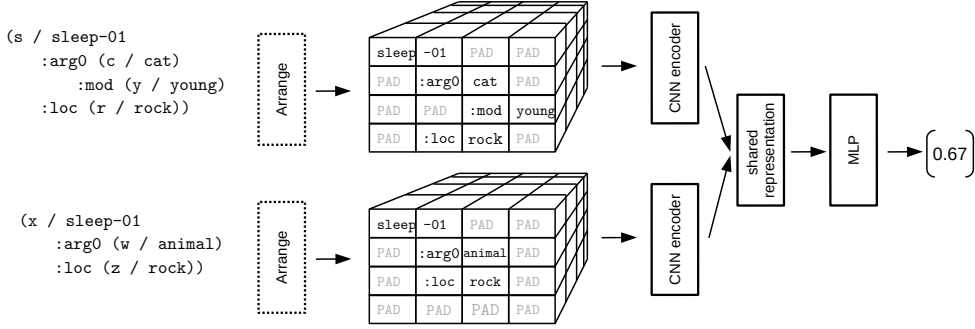 (s / sleep-01
:arg0 (c / cat)
:mod (y / young)
:loc (r / rock))
Arrange
sleep -01 PAD PAD
PAD :arg0 cat PAD
PAD PAD :mod young
PAD :loc rock PAD
CNN encoder
(x / sleep-01
:arg0 (w / animal)
:loc (z / rock))
Arrange
sleep -01 PAD PAD
PAD :arg0 animal PAD
PAD :loc rock PAD
PAD PAD PAD PAD
CNN encoder
shared
representation
MLP
0.67